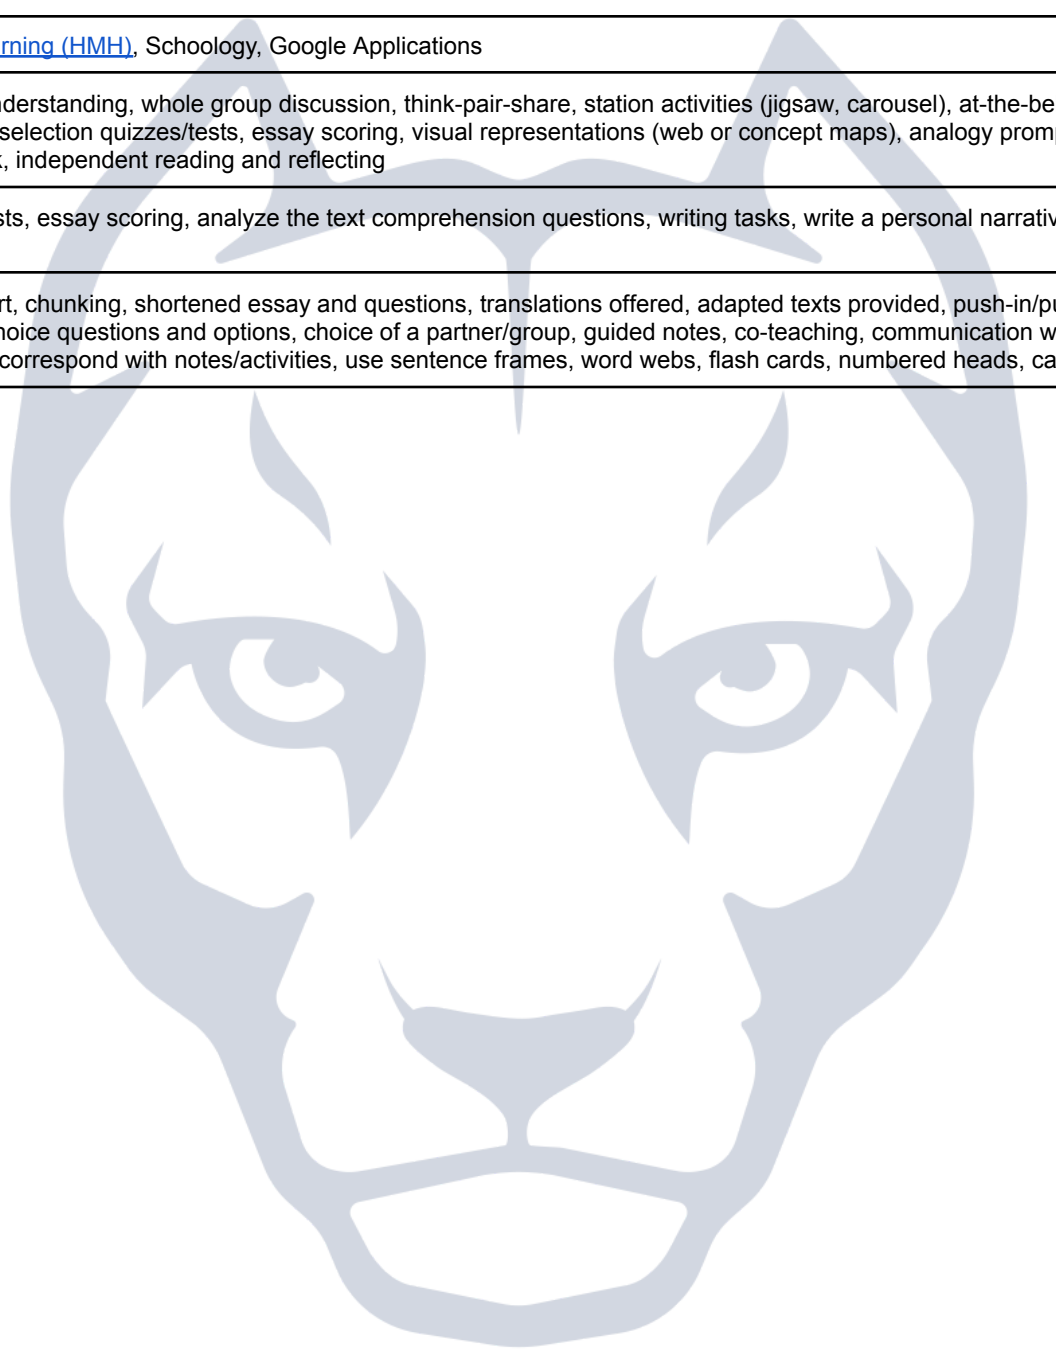 rning (HMH), Schoology, Google Applications
nderstanding, whole group discussion, think-pair-share, station activities (jigsaw, carousel), at-the-be
selection quizzes/tests, essay scoring, visual representations (web or concept maps), analogy promp
, independent reading and reflecting
sts, essay scoring, analyze the text comprehension questions, writing tasks, write a personal narrativ
rt, chunking, shortened essay and questions, translations offered, adapted texts provided, push-in/pu
hoice questions and options, choice of a partner/group, guided notes, co-teaching, communication w
correspond with notes/activities, use sentence frames, word webs, flash cards, numbered heads, ca